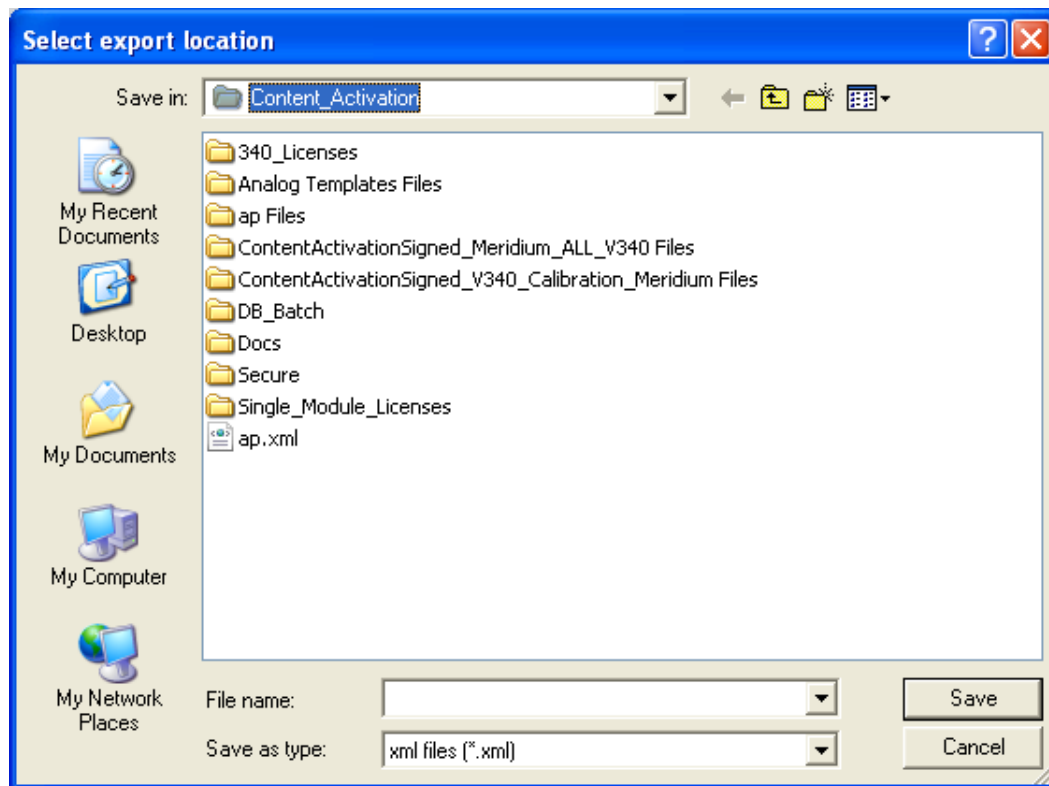 Select export location
Save in:
Content_Activation
My Recent
Documents
Desktop
My Documents
My Computer
My Network
Places
340_Licenses
Analog Templates Files
ap Files
ContentActivationSigned_Meridium_ALL_V340 Files
ContentActivationSigned_V340_Calibration_Meridium Files
DB_Batch
Docs
Secure
Single_Module_Licenses
ap.xml
File name:
Save
Save as type:
xml files (*.xml)
Cancel